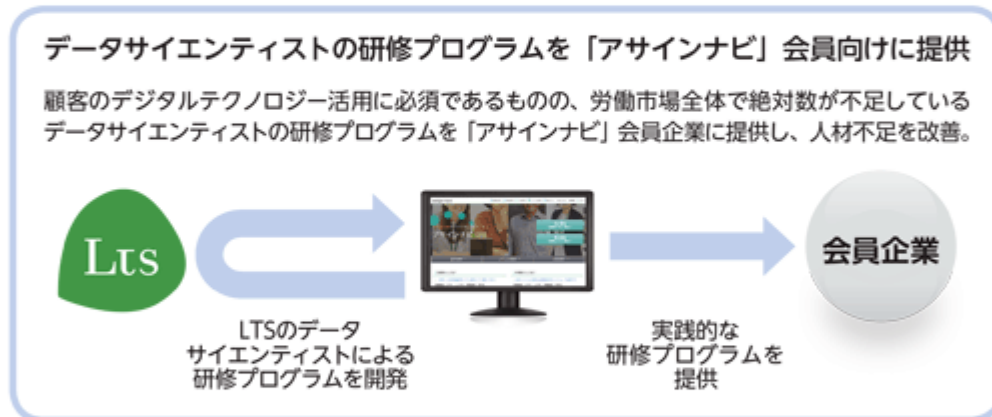 データサイエンティストの研修プログラムを「アサインナビ」会員向けに提供
顧客のデジタルテクノロジー活用に必須であるものの、労働市場全体で絶対数が不足している
データサイエンティストの研修プログラムを「アサインナビ」会員企業に提供し、人材不足を改善。
Lts
会員企業
LTSのデータ
サイエンティストによる
研修プログラムを開発
実践的な
研修プログラムを
提供